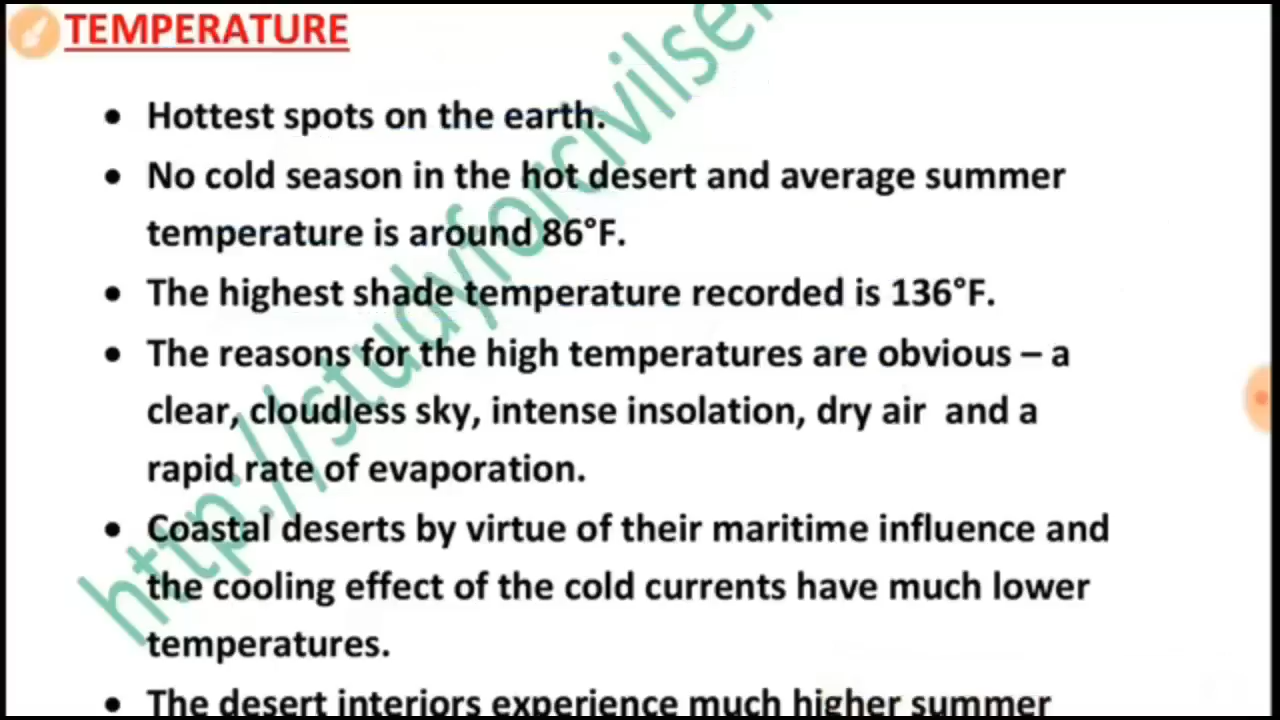 TEMPERATURE
• Hottest spots on the earth.
• No cold season in the hot desert and average summer
temperature is around 86°F.
• The highest shade temperature recorded is 136°F.
• The reasons for the high temperatures are obvious – a
clear, cloudless sky, intense insolation, dry air and a
rapid rate of evaporation.
• Coastal deserts by virtue of their maritime influence and
the cooling effect of the cold currents have much lower
temperatures.
• The desert interiors experience much higher summer
http://studyforcivilser